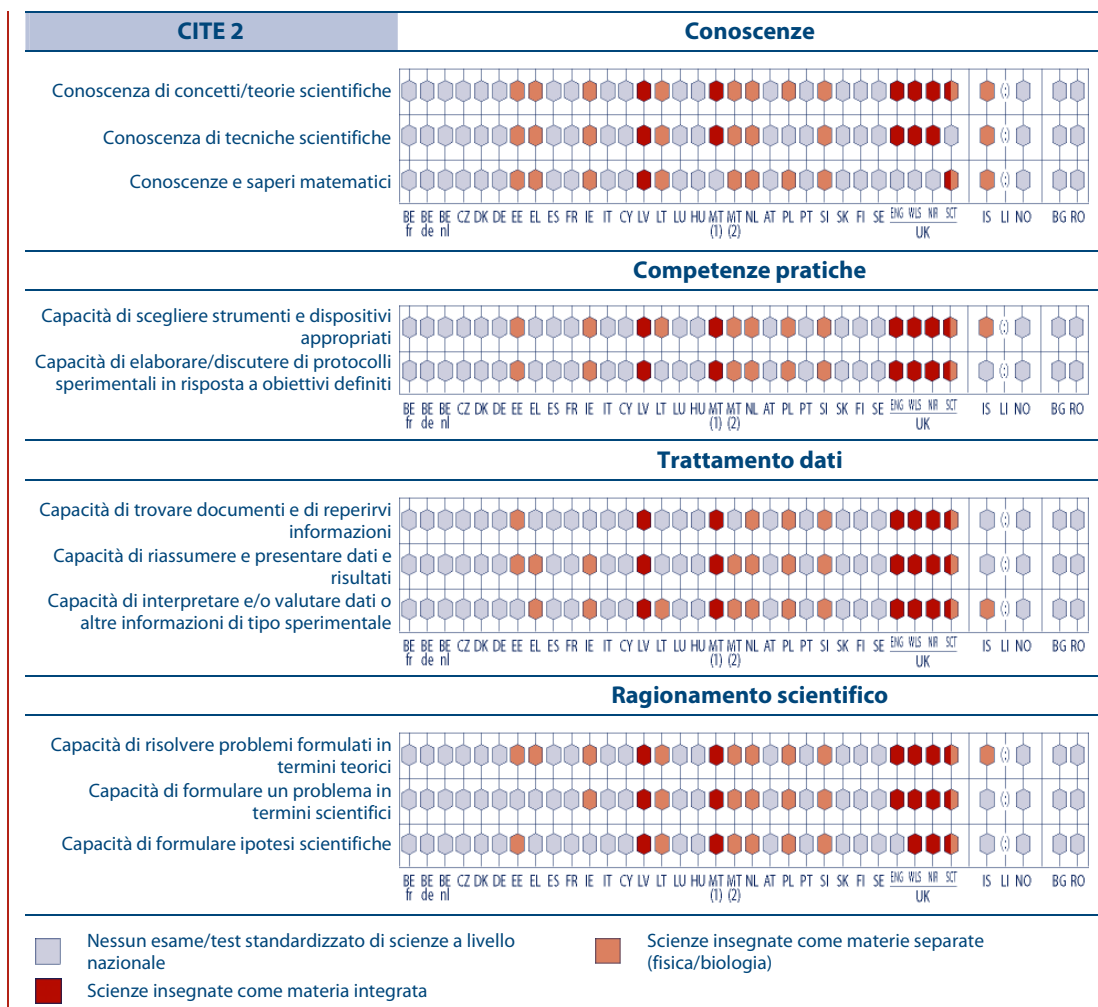 CITE 2 Conoscenze
Conoscenza di concetti/teorie scientifiche (:)
Conoscenza di tecniche scientifiche (:)
Conoscenze e saperi matematici (:)
BE fr BE de BE nl CZ DK DE EE EL ES FR IE IT CY LV LT LU HU MT (1) MT (2) NL AT PL PT SI SK FI SE ENG WLS NIR SCT IS LI NO BG RO
UK
Competenze pratiche
Capacità di scegliere strumenti e dispositivi
appropriati (:)
Capacità di elaborare/discutere di protocolli
sperimentali in risposta a obiettivi definiti (:)
BE fr BE de BE nl CZ DK DE EE EL ES FR IE IT CY LV LT LU HU MT (1) MT (2) NL AT PL PT SI SK FI SE ENG WLS NIR SCT IS LI NO BG RO
UK
Trattamento dati
Capacità di trovare documenti e di reperirvi
informazioni (:)
Capacità di riassumere e presentare dati e
risultati (:)
Capacità di interpretare e/o valutare dati o
altre informazioni di tipo sperimentale (:)
BE fr BE de BE nl CZ DK DE EE EL ES FR IE IT CY LV LT LU HU MT (1) MT (2) NL AT PL PT SI SK FI SE ENG WLS NIR SCT IS LI NO BG RO
UK
Ragionamento scientifico
Capacità di risolvere problemi formulati in
termini teorici (:)
Capacità di formulare un problema in
termini scientifici (:)
Capacità di formulare ipotesi scientifiche (:)
BE fr BE de BE nl CZ DK DE EE EL ES FR IE IT CY LV LT LU HU MT (1) MT (2) NL AT PL PT SI SK FI SE ENG WLS NIR SCT IS LI NO BG RO
UK
Nessun esame/test standardizzato di scienze a livello
nazionale
Scienze insegnate come materie separate
(fisica/biologia)
Scienze insegnate come materia integrata